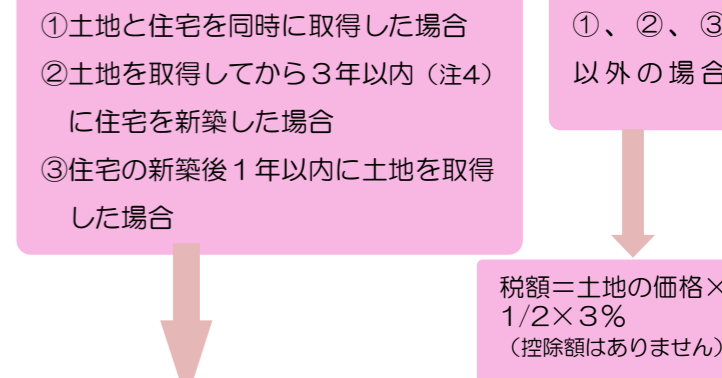 ①土地と住宅を同時に取得した場合
②土地を取得してから３年以内（注4）
に住宅を新築した場合
③住宅の新築後１年以内に土地を取得
した場合
①、②、③
以外の場合
税額＝土地の価格×
1/2×３％
（控除額はありません）